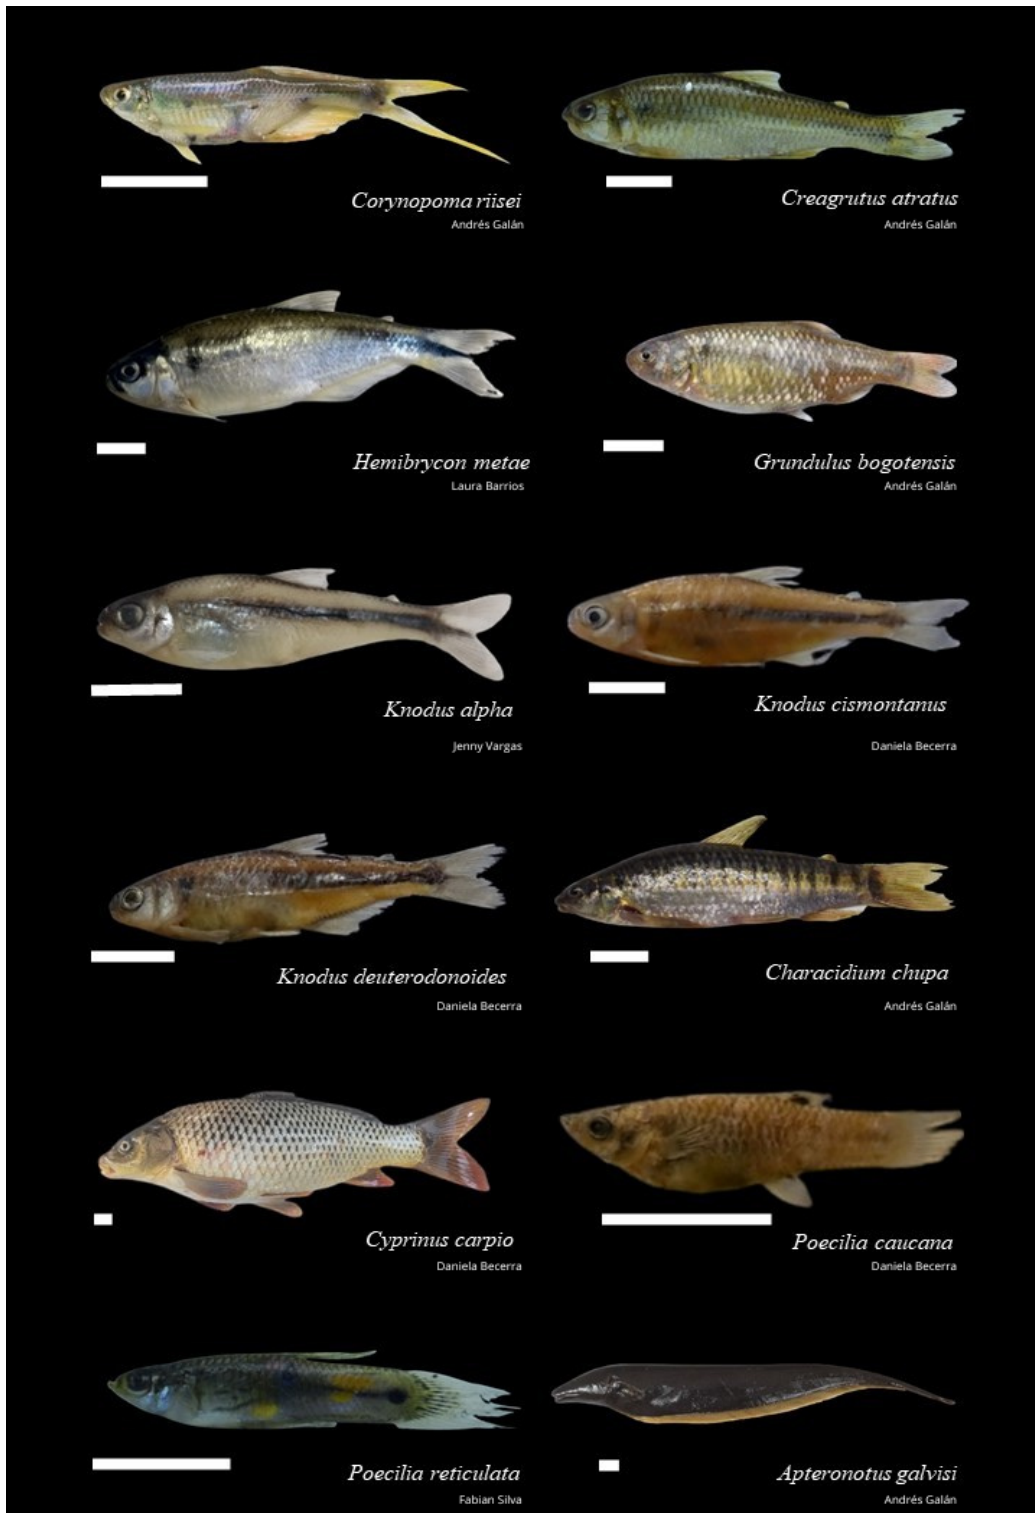 Corynopoma riisei
Andrés Galán
Creagrutus atratus
Andrés Galán
Hemibrycon metae
Laura Barrios
Grundulus bogotensis
Andrés Galán
Knodus alpha
Jenny Vargas
Knodus cismontanus
Daniela Becerra
Knodus deuterodonoides
Daniela Becerra
Characidium chupa
Andrés Galán
Cyprinus carpio
Daniela Becerra
Poecilia caucana
Daniela Becerra
Poecilia reticulata
Fabian Silva
Apteronotus galvisi
Andrés Galán